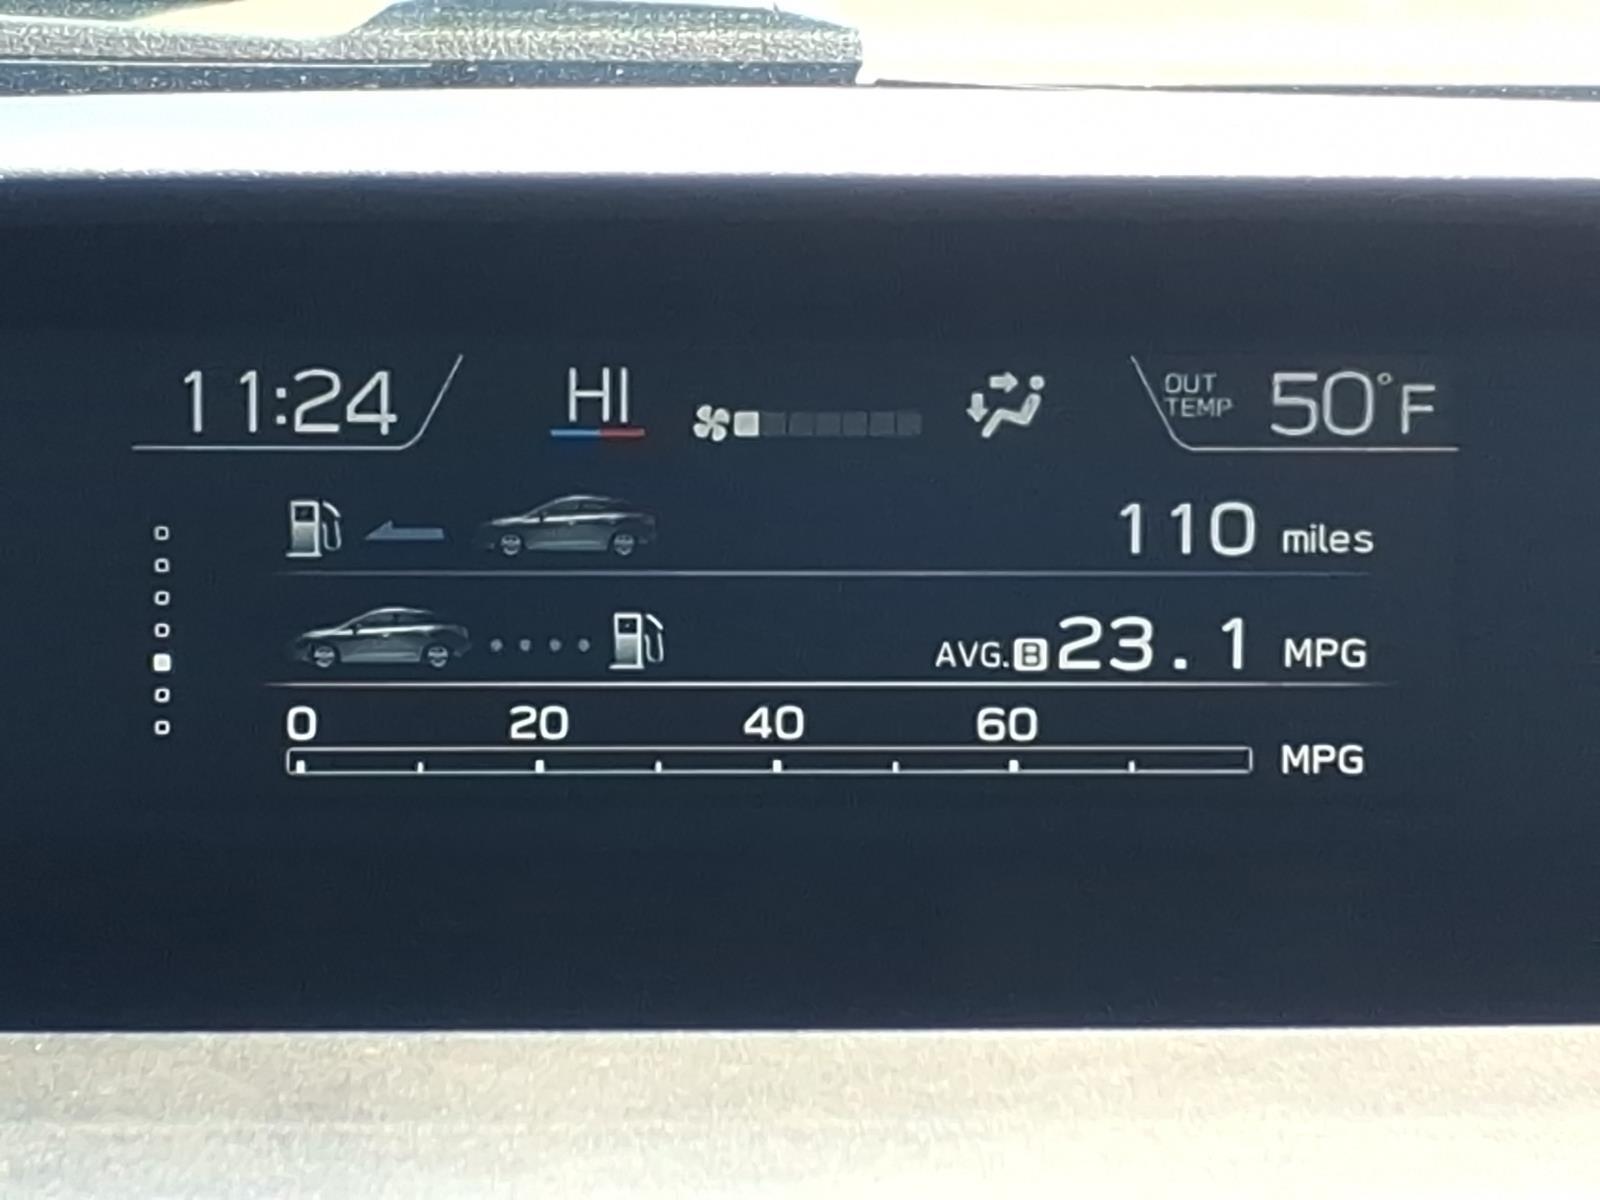 11:24
HI
OUT
TEMP
50°F
110 miles
AVG. B 23.1 MPG
0 20 40 60
MPG